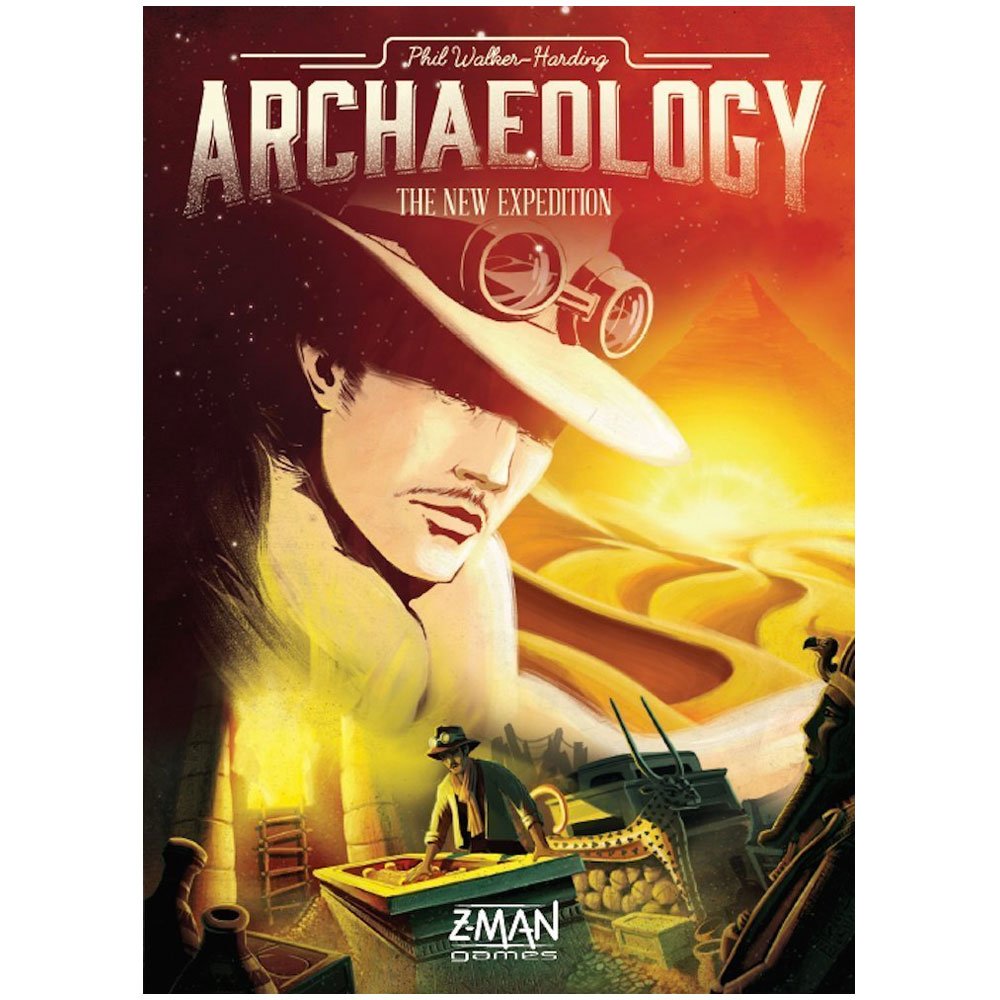 Phil Walker-Harding
ARCHAEOLOGY
THE NEW EXPEDITION
Z-MAN
games